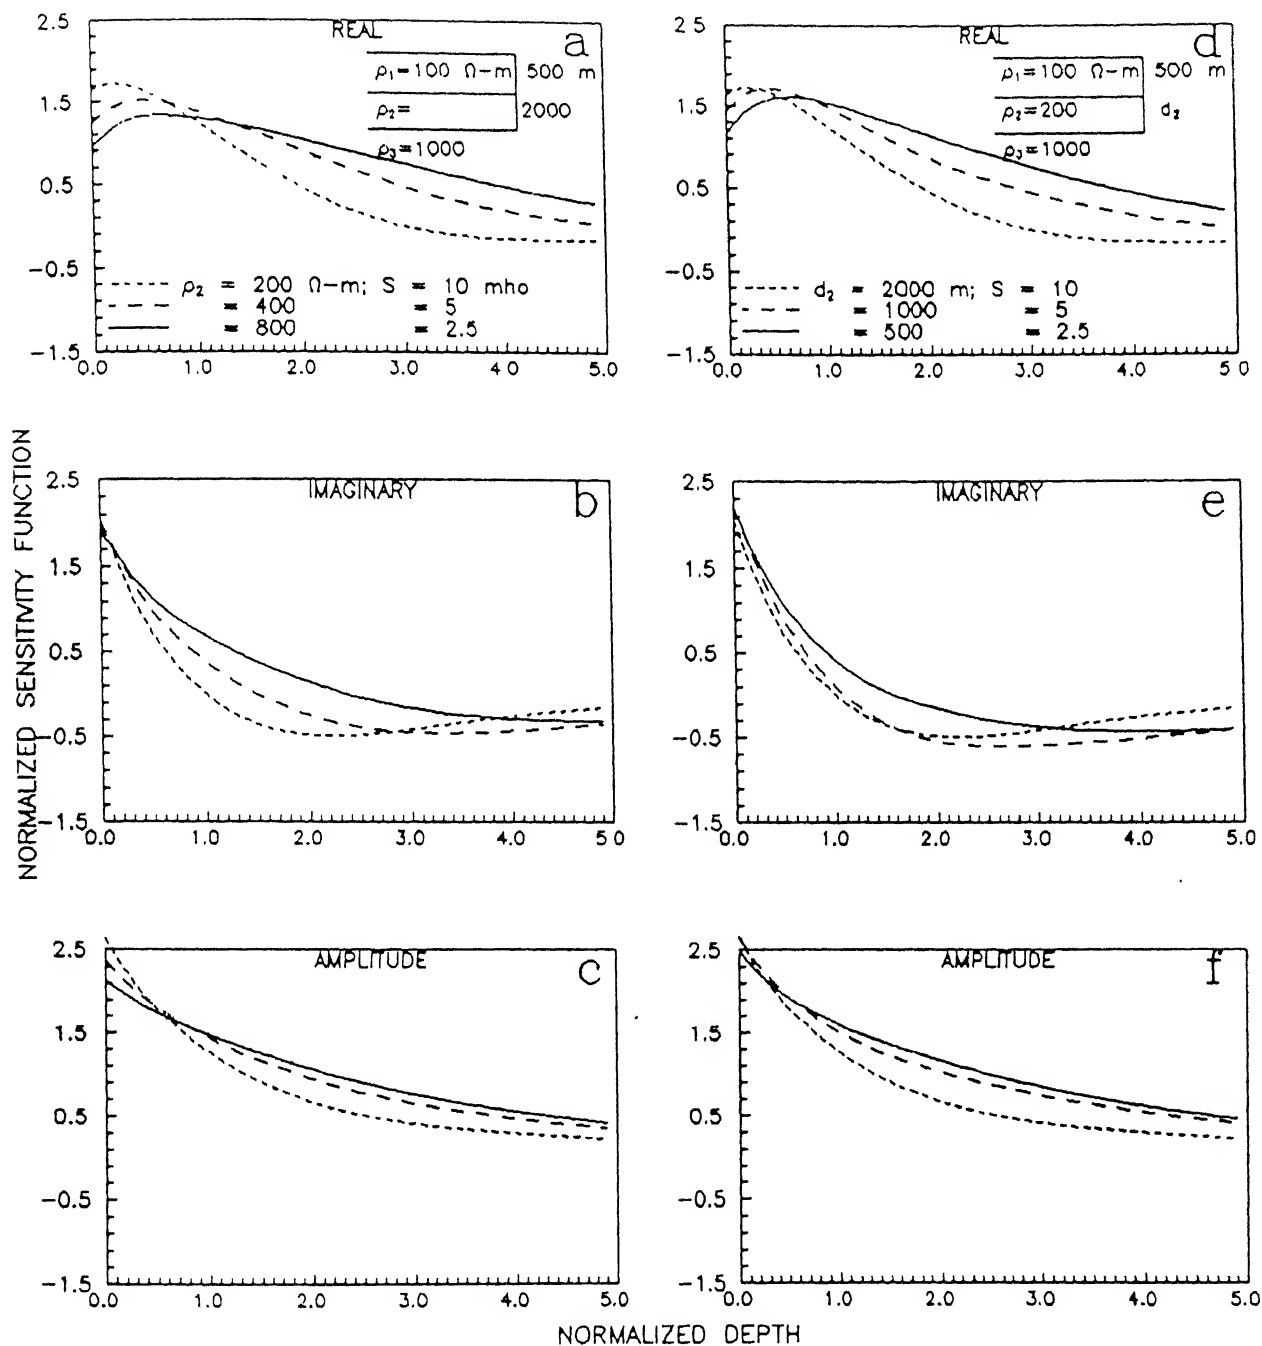 REAL
a
2.5
1.5
0.5
-0.5
-1.5
ρ₁=100 Ω-m 500 m
ρ₂= 2000
ρ₃=1000
ρ₂ = 200 Ω-m; S = 10 mho
= 400 = 5
= 800 = 2.5
0.0 1.0 2.0 3.0 4.0 5.0
REAL
d
2 5
1.5
0.5
-0.5
-1.5
ρ₁=100 Ω-m 500 m
ρ₂=200 d₂
ρ₃=1000
d₂ = 2000 m; S = 10
= 1000 = 5
= 500 = 2.5
0.0 1.0 2.0 3.0 4.0 5.0
NORMALIZED SENSITIVITY FUNCTION
IMAGINARY
b
2.5
1.5
0.5
-0.5
-1.5
0.0 1.0 2.0 3.0 4.0 5.0
IMAGINARY
e
2.5
1.5
0.5
-0.5
-1.5
0.0 1.0 2.0 3.0 4.0 5.0
AMPLITUDE
c
2.5
1.5
0.5
-0.5
-1.5
0.0 1.0 2.0 3.0 4.0 5.0
AMPLITUDE
f
2.5
1.5
0.5
-0.5
-1.5
0.0 1.0 2.0 3.0 4.0 5.0
NORMALIZED DEPTH